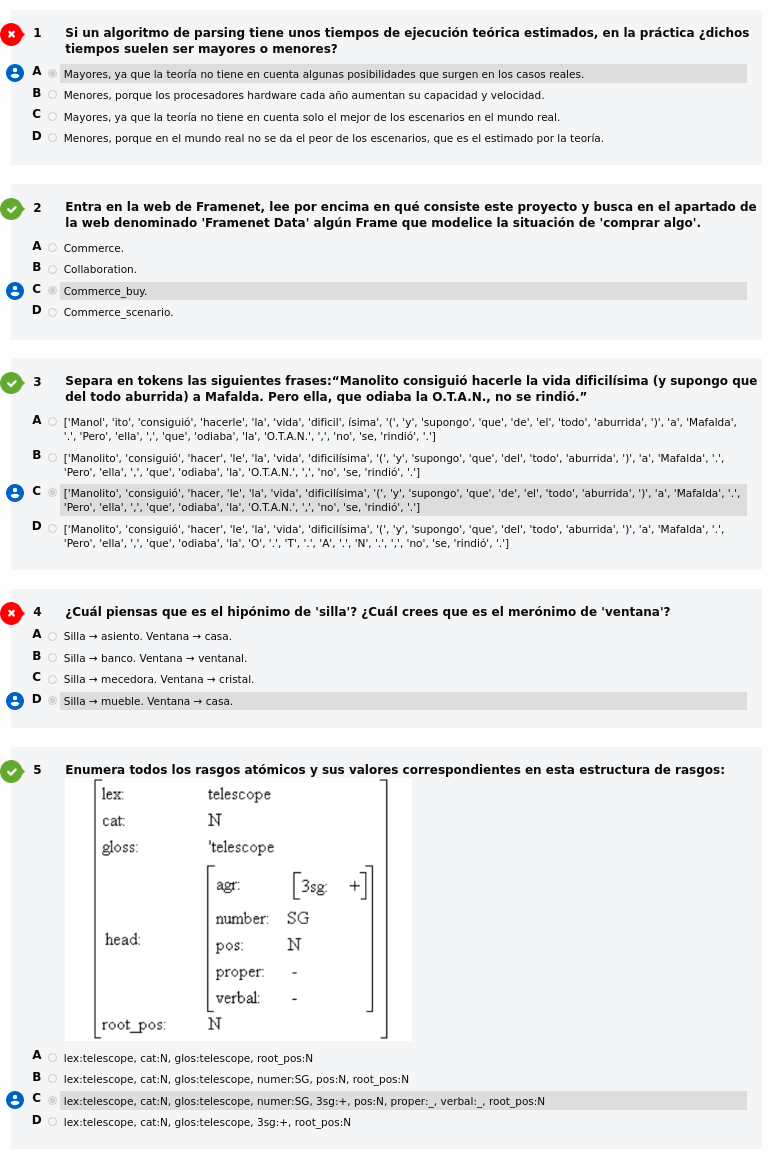 1 Si un algoritmo de parsing tiene unos tiempos de ejecución teórica estimados, en la práctica ¿dichos
tiempos suelen ser mayores o menores?
A Mayores, ya que la teoría no tiene en cuenta algunas posibilidades que surgen en los casos reales.
B Menores, porque los procesadores hardware cada año aumentan su capacidad y velocidad.
C Mayores, ya que la teoría no tiene en cuenta solo el mejor de los escenarios en el mundo real.
D Menores, porque en el mundo real no se da el peor de los escenarios, que es el estimado por la teoría.
2 Entra en la web de Framenet, lee por encima en qué consiste este proyecto y busca en el apartado de
la web denominado 'Framenet Data' algún Frame que modelice la situación de 'comprar algo'.
A Commerce.
B Collaboration.
C Commerce_buy.
D Commerce_scenario.
3 Separa en tokens las siguientes frases:“Manolito consiguió hacerle la vida dificilísima (y supongo que
del todo aburrida) a Mafalda. Pero ella, que odiaba la O.T.A.N., no se rindió.”
A ['Manol', 'ito', 'consiguió', 'hacerle', 'la', 'vida', 'dificil', ísima', '(', 'y', 'supongo', 'que', 'de', 'el', 'todo', 'aburrida', ')', 'a', 'Mafalda',
'.', 'Pero', 'ella', ',', 'que', 'odiaba', 'la', 'O.T.A.N.', ',', 'no', 'se, 'rindió', '.']
B ['Manolito', 'consiguió', 'hacer', 'le', 'la', 'vida', 'dificilísima', '(', 'y', 'supongo', 'que', 'del', 'todo', 'aburrida', ')', 'a', 'Mafalda', '.',
'Pero', 'ella', ',', 'que', 'odiaba', 'la', 'O.T.A.N.', ',', 'no', 'se, 'rindió', '.']
C ['Manolito', 'consiguió', 'hacer, 'le', 'la', 'vida', 'dificilísima', '(', 'y', 'supongo', 'que', 'de', 'el', 'todo', 'aburrida', ')', 'a', 'Mafalda', '.',
'Pero', 'ella', ',', 'que', 'odiaba', 'la', 'O.T.A.N.', ',', 'no', 'se, 'rindió', '.']
D ['Manolito', 'consiguió', 'hacer', 'le', 'la', 'vida', 'dificilísima', '(', 'y', 'supongo', 'que', 'del', 'todo', 'aburrida', ')', 'a', 'Mafalda', '.',
'Pero', 'ella', ',', 'que', 'odiaba', 'la', 'O', '.', 'T', '.', 'A', '.', 'N', '.', ',', 'no', 'se, 'rindió', '.']
4 ¿Cuál piensas que es el hipónimo de 'silla'? ¿Cuál crees que es el merónimo de 'ventana'?
A Silla → asiento. Ventana → casa.
B Silla → banco. Ventana → ventanal.
C Silla → mecedora. Ventana → cristal.
D Silla → mueble. Ventana → casa.
5 Enumera todos los rasgos atómicos y sus valores correspondientes en esta estructura de rasgos:
lex: telescope
cat: N
gloss: 'telescope
agr: [3sg: +]
number: SG
head:
pos: N
proper: -
verbal: -
root_pos: N
A lex:telescope, cat:N, glos:telescope, root_pos:N
B lex:telescope, cat:N, glos:telescope, numer:SG, pos:N, root_pos:N
C lex:telescope, cat:N, glos:telescope, numer:SG, 3sg:+, pos:N, proper:_, verbal:_, root_pos:N
D lex:telescope, cat:N, glos:telescope, 3sg:+, root_pos:N